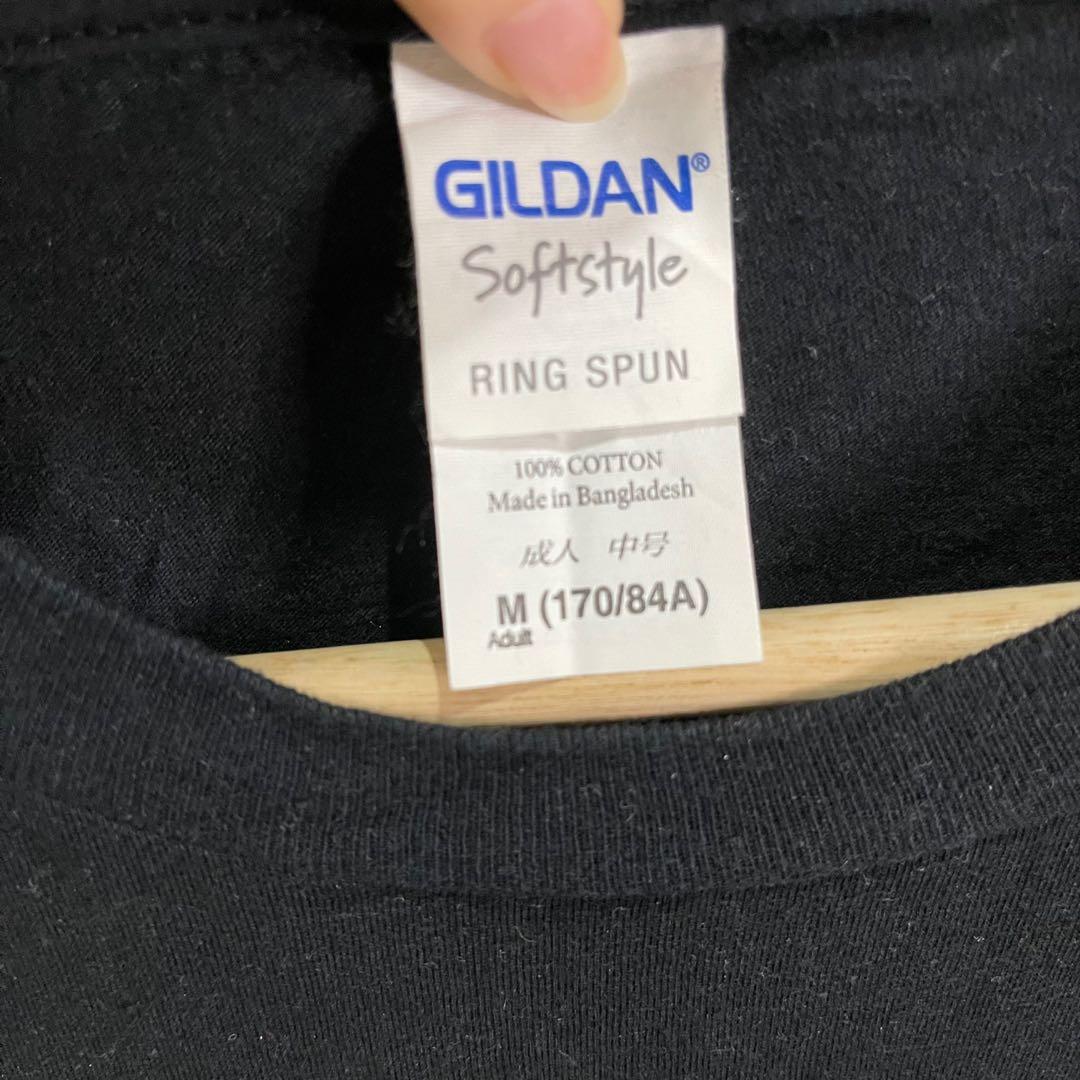 GILDAN®
Softstyle
RING SPUN
100% COTTON
Made in Bangladesh
成人 中号
M (170/84A)
Adult